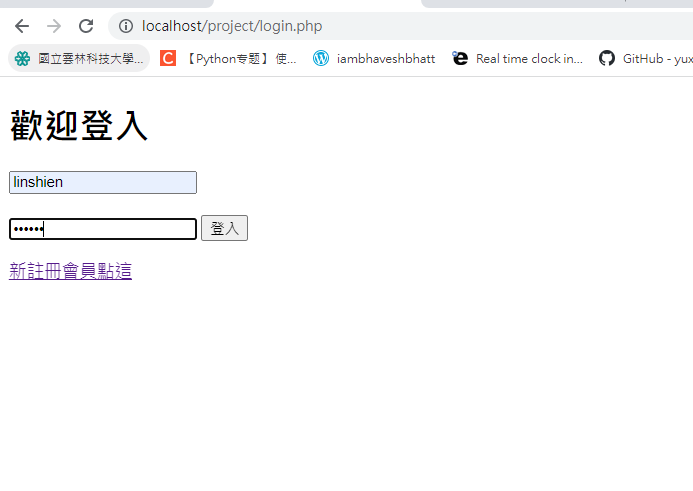 localhost/project/login.php
國立雲林科技大學... 【Python专题】使... iambhaveshbhatt Real time clock in... GitHub - yux
歡迎登入
linshien
••••••
登入
新註冊會員點這